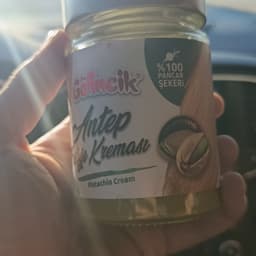 Gülücük
%100
PANCAR
ŞEKERİ
Antep
Kreması
Pistachio Cream